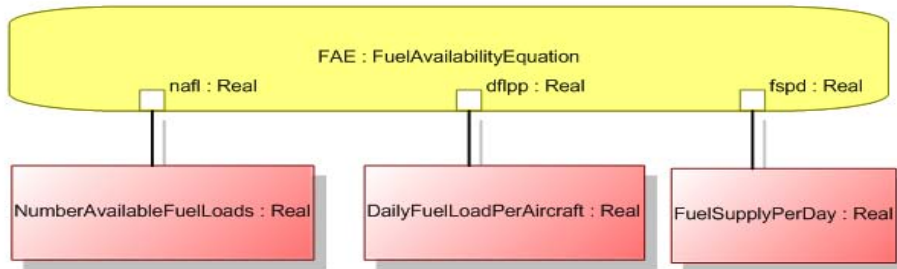 FAE : FuelAvailabilityEquation
nafl : Real
dflpp : Real
fspd : Real
NumberAvailableFuelLoads : Real
DailyFuelLoadPerAircraft : Real
FuelSupplyPerDay : Real